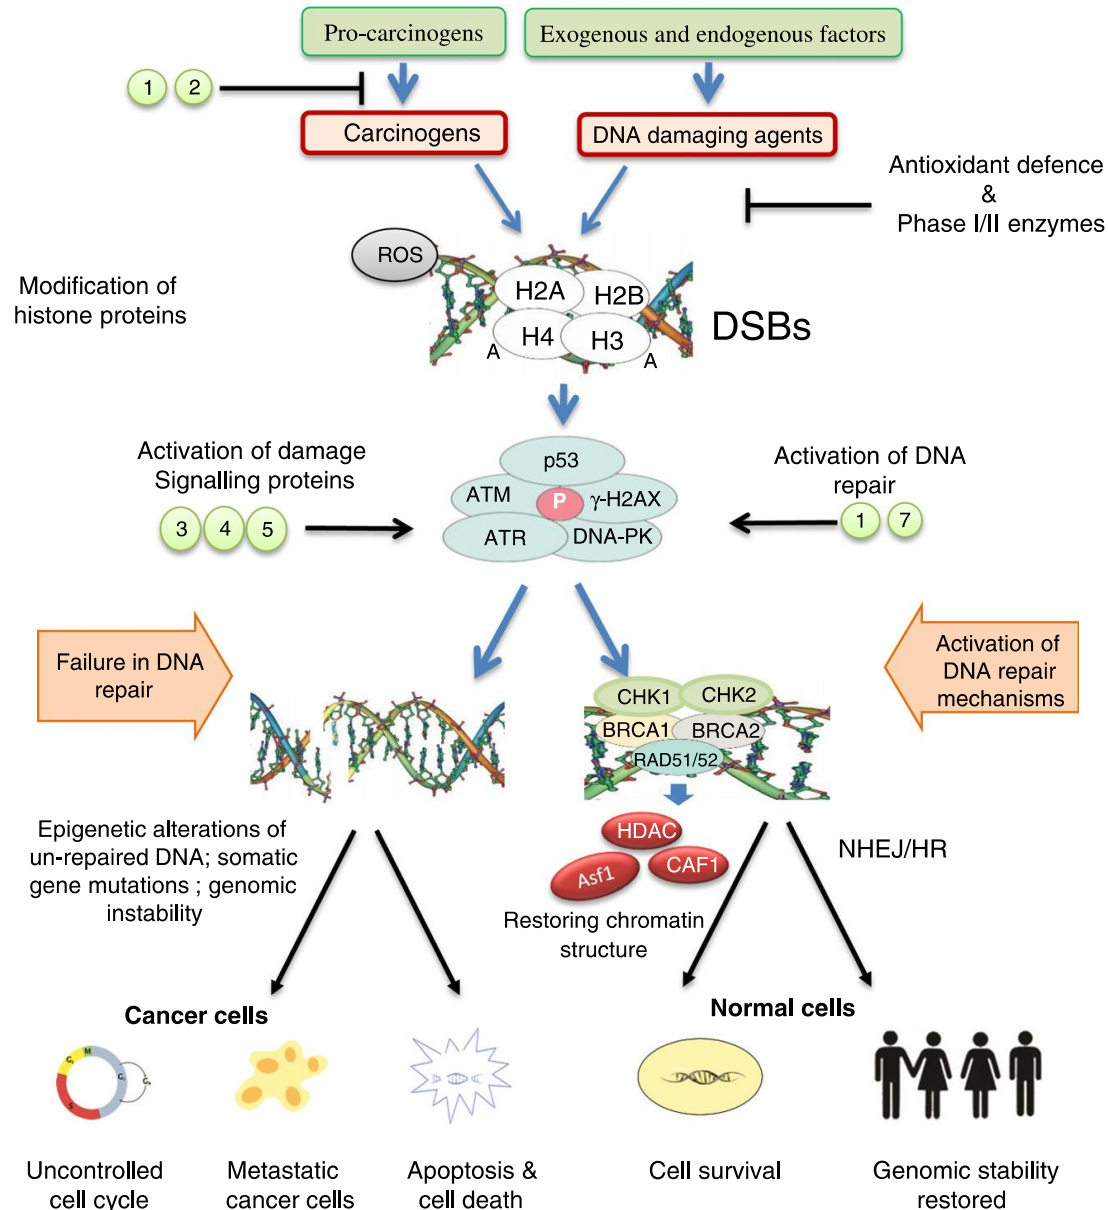 Pro-carcinogens
Exogenous and endogenous factors
1 2
Carcinogens
DNA damaging agents
Antioxidant defence
&
Phase I/II enzymes
ROS
Modification of
histone proteins
H2A
H2B
H4
H3
A
A
DSBs
Activation of damage
Signalling proteins
3 4 5
p53
ATM
P
γ-H2AX
ATR
DNA-PK
Activation of DNA
repair
1 7
Failure in DNA
repair
Activation of
DNA repair
mechanisms
CHK1
CHK2
BRCA1
BRCA2
RAD51/52
Epigenetic alterations of
un-repaired DNA; somatic
gene mutations ; genomic
instability
HDAC
Asf1
CAF1
NHEJ/HR
Restoring chromatin
structure
Cancer cells
Normal cells
M
S
Uncontrolled
cell cycle
Metastatic
cancer cells
Apoptosis &
cell death
Cell survival
Genomic stability
restored